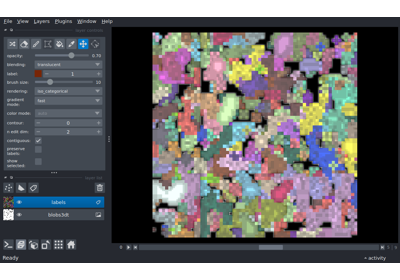 File View Layers Plugins Window Help
opacity: 0.70
blending: translucent
label: 1
brush size: 10
rendering: iso_categorical
gradient mode: fast
color mode:
contour: 0
n edit dim: 2
contiguous:
preserve labels:
show selected:
labels
blobs3dt
0
Ready
activity